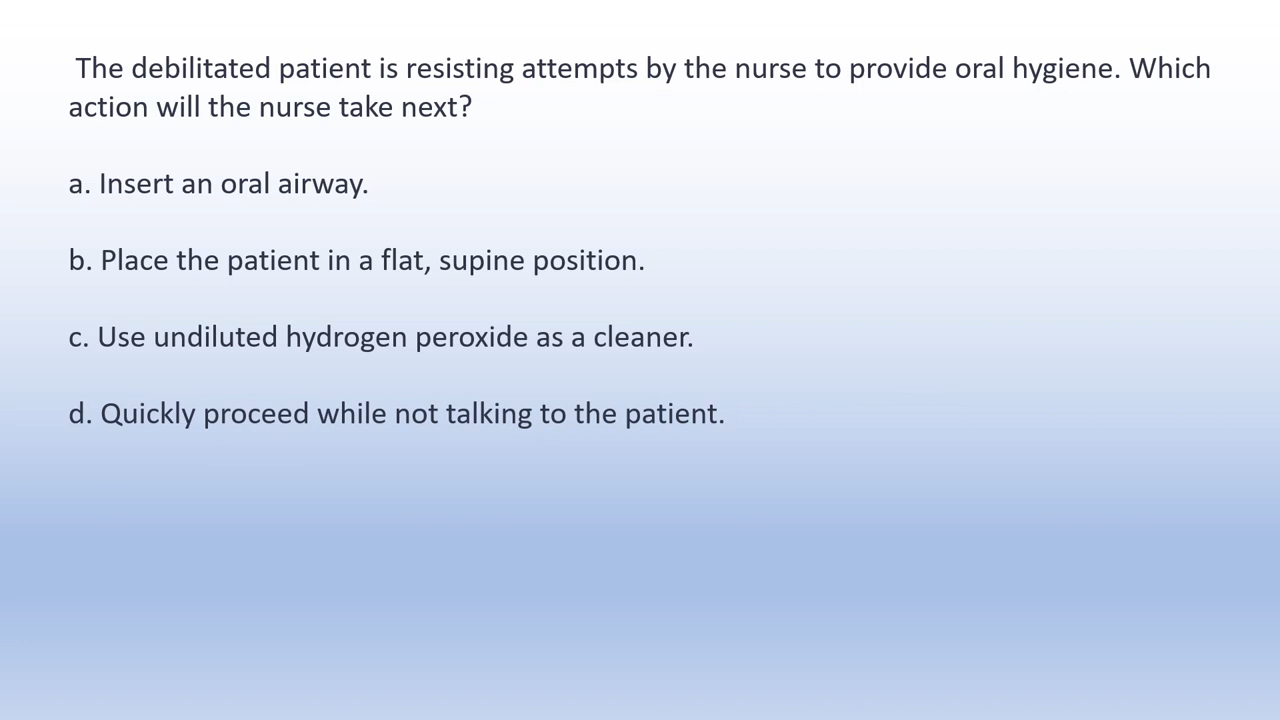 The debilitated patient is resisting attempts by the nurse to provide oral hygiene. Which
action will the nurse take next?
a. Insert an oral airway.
b. Place the patient in a flat, supine position.
c. Use undiluted hydrogen peroxide as a cleaner.
d. Quickly proceed while not talking to the patient.